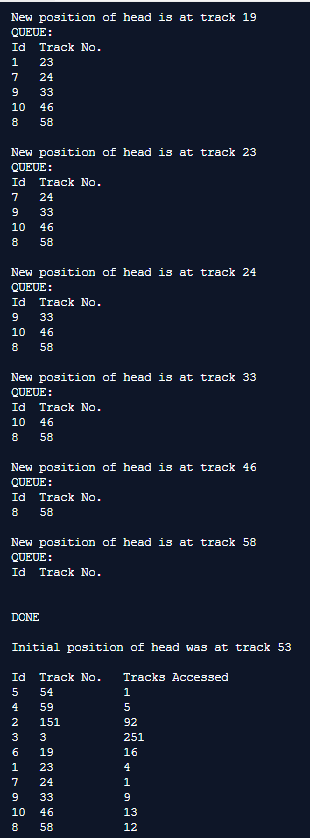 New position of head is at track 19
QUEUE:
Id Track No.
1 23
7 24
9 33
10 46
8 58
New position of head is at track 23
QUEUE:
Id Track No.
7 24
9 33
10 46
8 58
New position of head is at track 24
QUEUE:
Id Track No.
9 33
10 46
8 58
New position of head is at track 33
QUEUE:
Id Track No.
10 46
8 58
New position of head is at track 46
QUEUE:
Id Track No.
8 58
New position of head is at track 58
QUEUE:
Id Track No.
DONE
Initial position of head was at track 53
Id Track No. Tracks Accessed
5 54 1
4 59 5
2 151 92
3 3 251
6 19 16
1 23 4
7 24 1
9 33 9
10 46 13
8 58 12